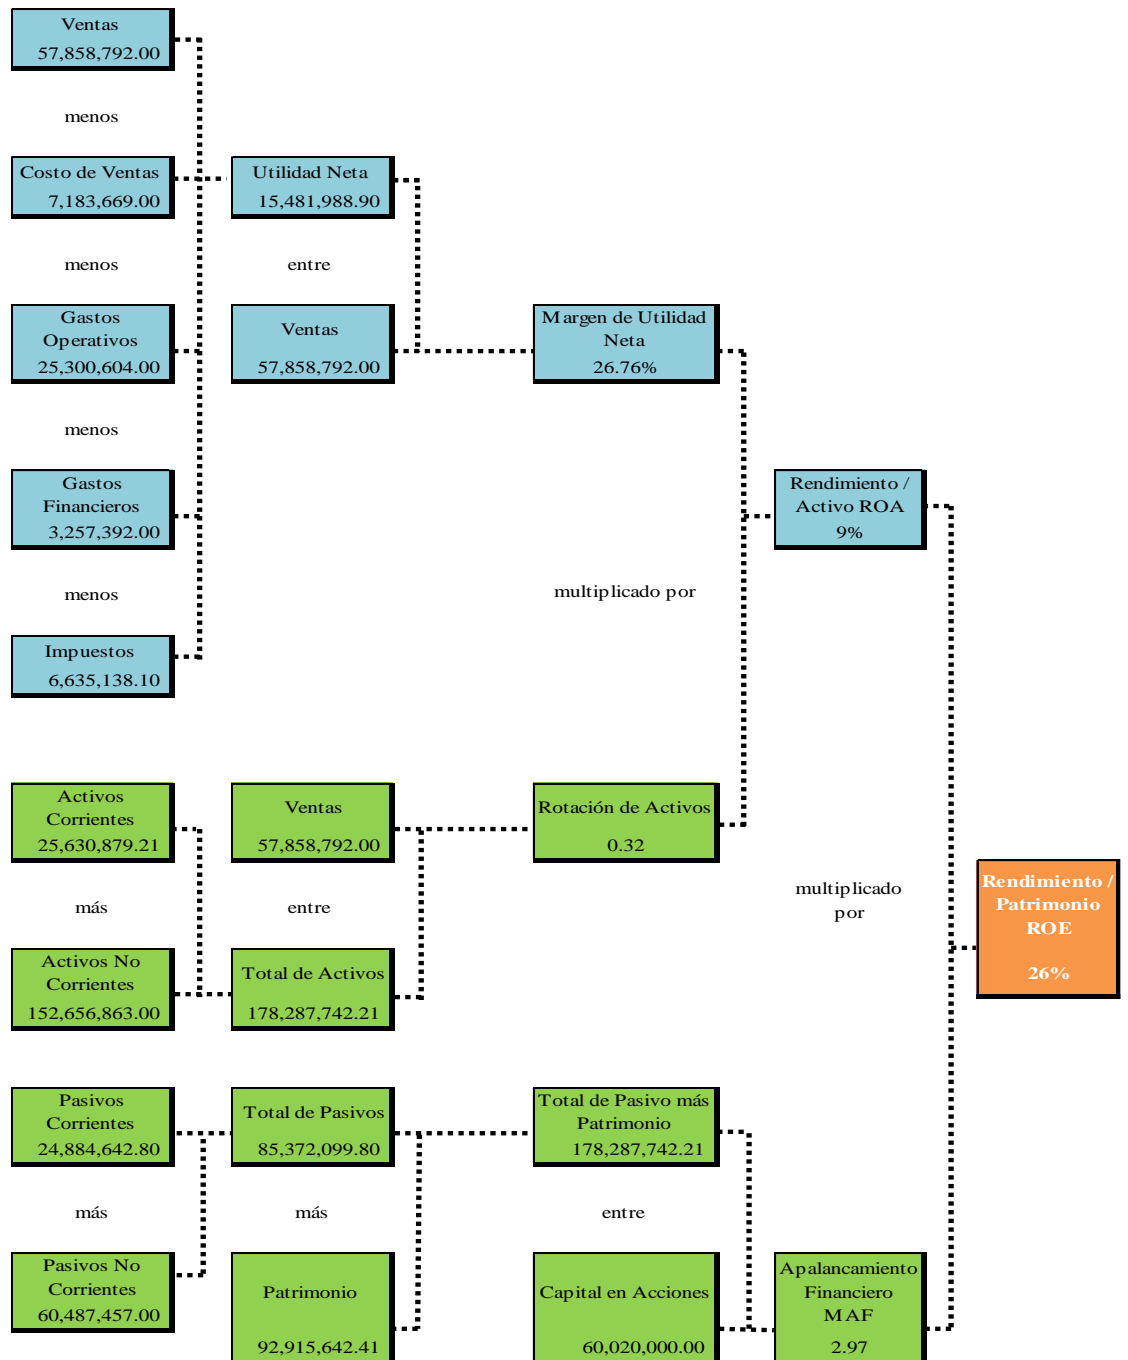 Ventas
57,858,792.00
menos
Costo de Ventas
7,183,669.00
menos
Gastos
Operativos
25,300,604.00
menos
Gastos
Financieros
3,257,392.00
menos
Impuestos
6,635,138.10
Utilidad Neta
15,481,988.90
entre
Ventas
57,858,792.00
Margen de Utilidad
Neta
26.76%
multiplicado por
Rendimiento /
Activo ROA
9%
Activos
Corrientes
25,630,879.21
más
Activos No
Corrientes
152,656,863.00
Ventas
57,858,792.00
entre
Total de Activos
178,287,742.21
Rotación de Activos
0.32
multiplicado
por
Rendimiento /
Patrimonio
ROE
26%
Pasivos
Corrientes
24,884,642.80
más
Pasivos No
Corrientes
60,487,457.00
Total de Pasivos
85,372,099.80
más
Patrimonio
92,915,642.41
Total de Pasivo más
Patrimonio
178,287,742.21
entre
Capital en Acciones
60,020,000.00
Apalancamiento
Financiero
MAF
2.97